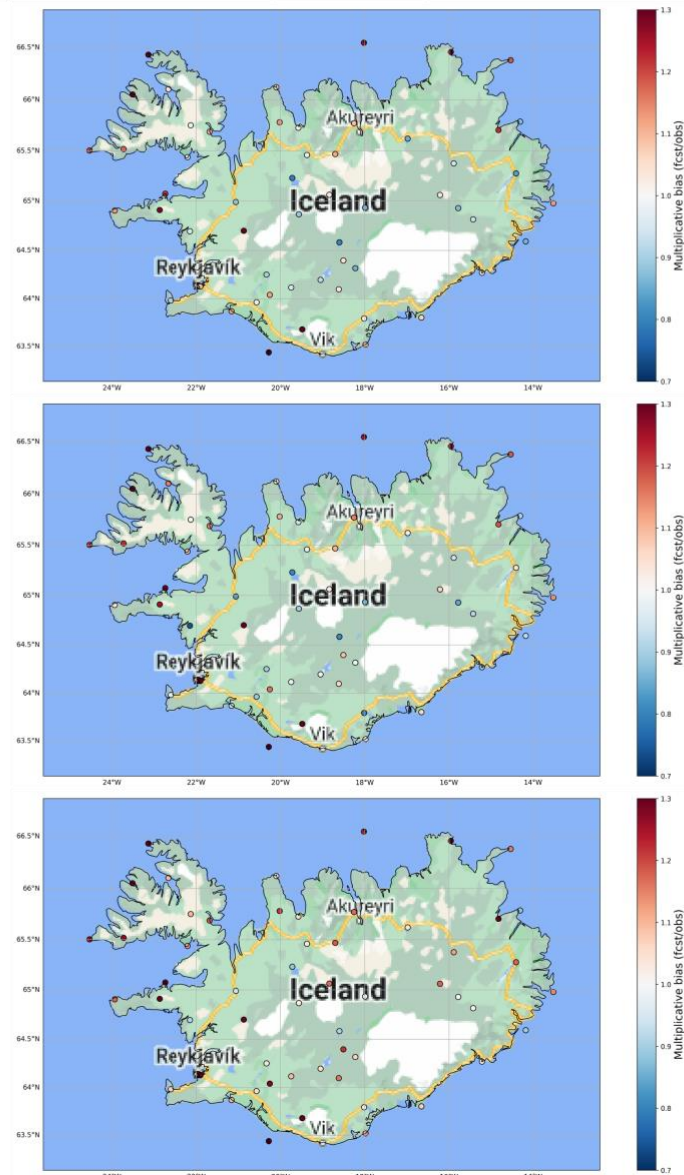 66.5°N
66°N
65.5°N
65°N
64.5°N
64°N
63.5°N
Akureyri
Iceland
Reykjavík
Vik
24°W
22°W
20°W
18°W
16°W
14°W
1.3
1.2
1.1
1.0
0.9
0.8
0.7
Multiplicative bias (fcst/obs)
66.5°N
66°N
65.5°N
65°N
64.5°N
64°N
63.5°N
Akureyri
Iceland
Reykjavík
Vik
24°W
22°W
20°W
18°W
16°W
14°W
1.3
1.2
1.1
1.0
0.9
0.8
0.7
Multiplicative bias (fcst/obs)
66.5°N
66°N
65.5°N
65°N
64.5°N
64°N
63.5°N
Akureyri
Iceland
Reykjavík
Vik
1.3
1.2
1.1
1.0
0.9
0.8
0.7
Multiplicative bias (fcst/obs)